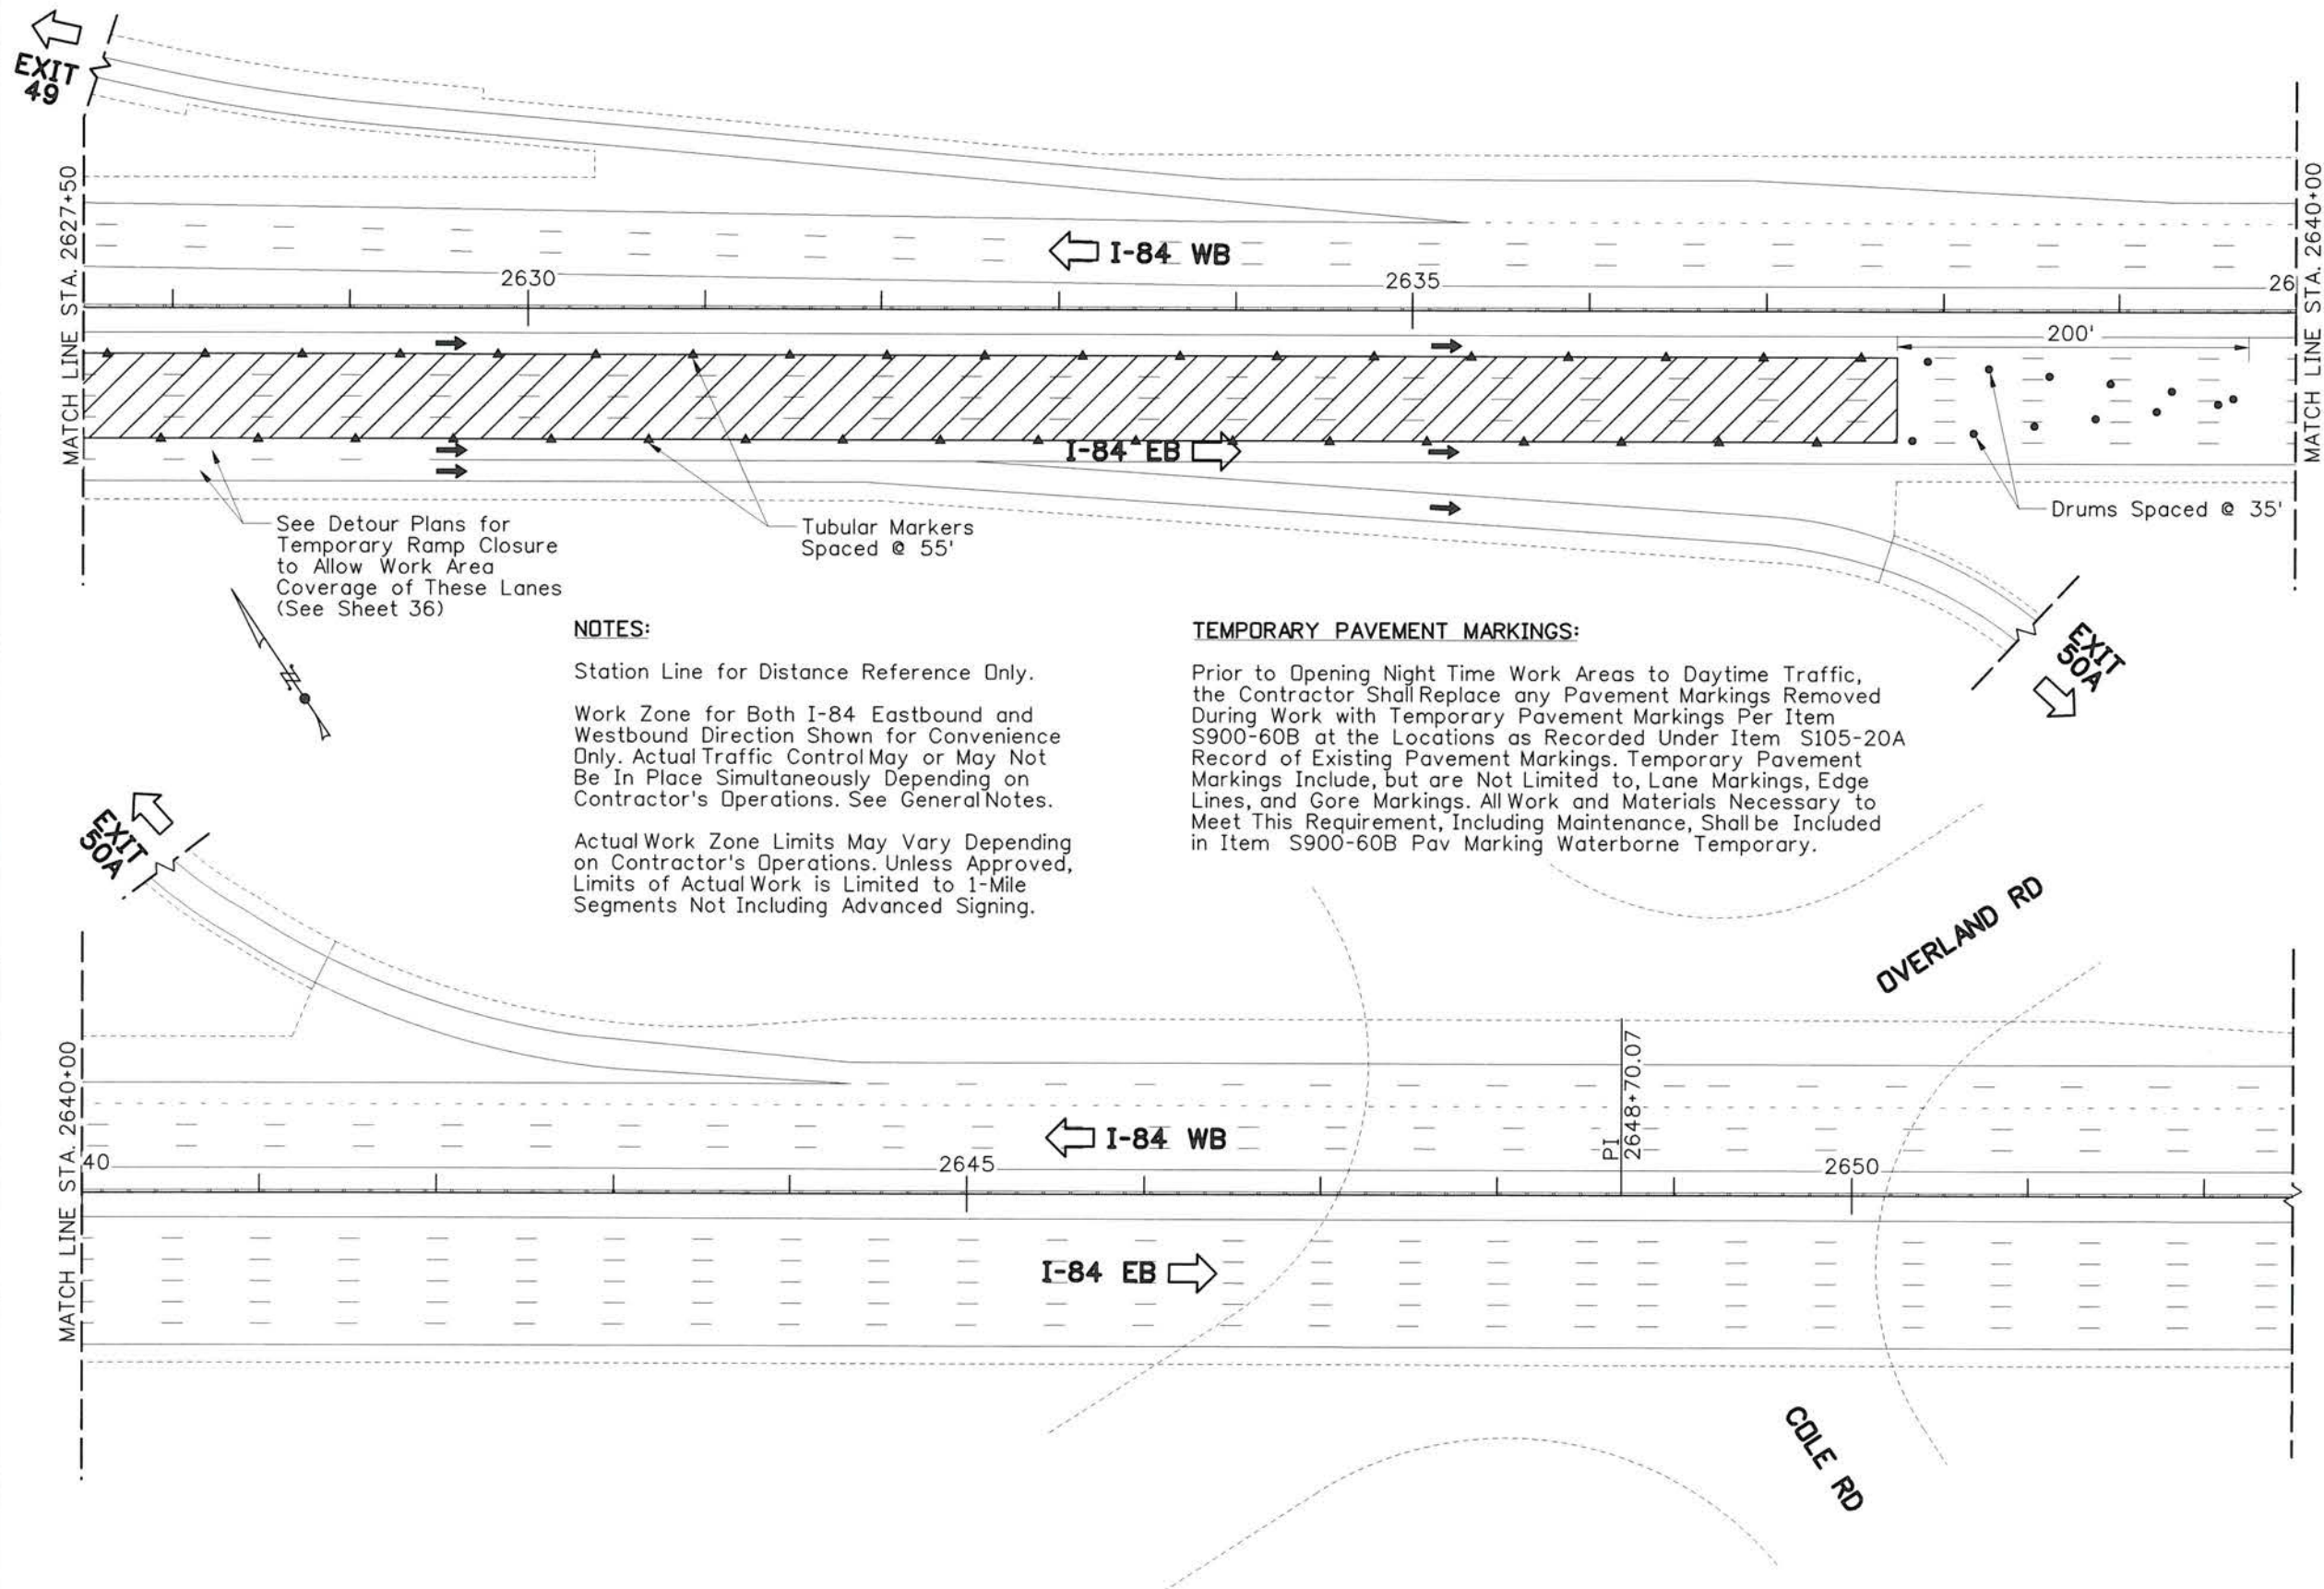 EXIT
49
MATCH LINE STA. 2627+50
I-84 WB
2630
2635
26
MATCH LINE STA. 2640+00
200'
I-84 EB
See Detour Plans for
Temporary Ramp Closure
to Allow Work Area
Coverage of These Lanes
(See Sheet 36)
Tubular Markers
Spaced @ 55'
Drums Spaced @ 35'
EXIT
50A
NOTES:
Station Line for Distance Reference Only.
Work Zone for Both I-84 Eastbound and
Westbound Direction Shown for Convenience
Only. Actual Traffic Control May or May Not
Be In Place Simultaneously Depending on
Contractor's Operations. See General Notes.
Actual Work Zone Limits May Vary Depending
on Contractor's Operations. Unless Approved,
Limits of Actual Work is Limited to 1-Mile
Segments Not Including Advanced Signing.
TEMPORARY PAVEMENT MARKINGS:
Prior to Opening Night Time Work Areas to Daytime Traffic,
the Contractor Shall Replace any Pavement Markings Removed
During Work with Temporary Pavement Markings Per Item
S900-60B at the Locations as Recorded Under Item S105-20A
Record of Existing Pavement Markings. Temporary Pavement
Markings Include, but are Not Limited to, Lane Markings, Edge
Lines, and Gore Markings. All Work and Materials Necessary to
Meet This Requirement, Including Maintenance, Shall be Included
in Item S900-60B Pav Marking Waterborne Temporary.
EXIT
50A
OVERLAND RD
MATCH LINE STA. 2640+00
I-84 WB
40
2645
PI
2648+70.07
2650
I-84 EB
COLE RD